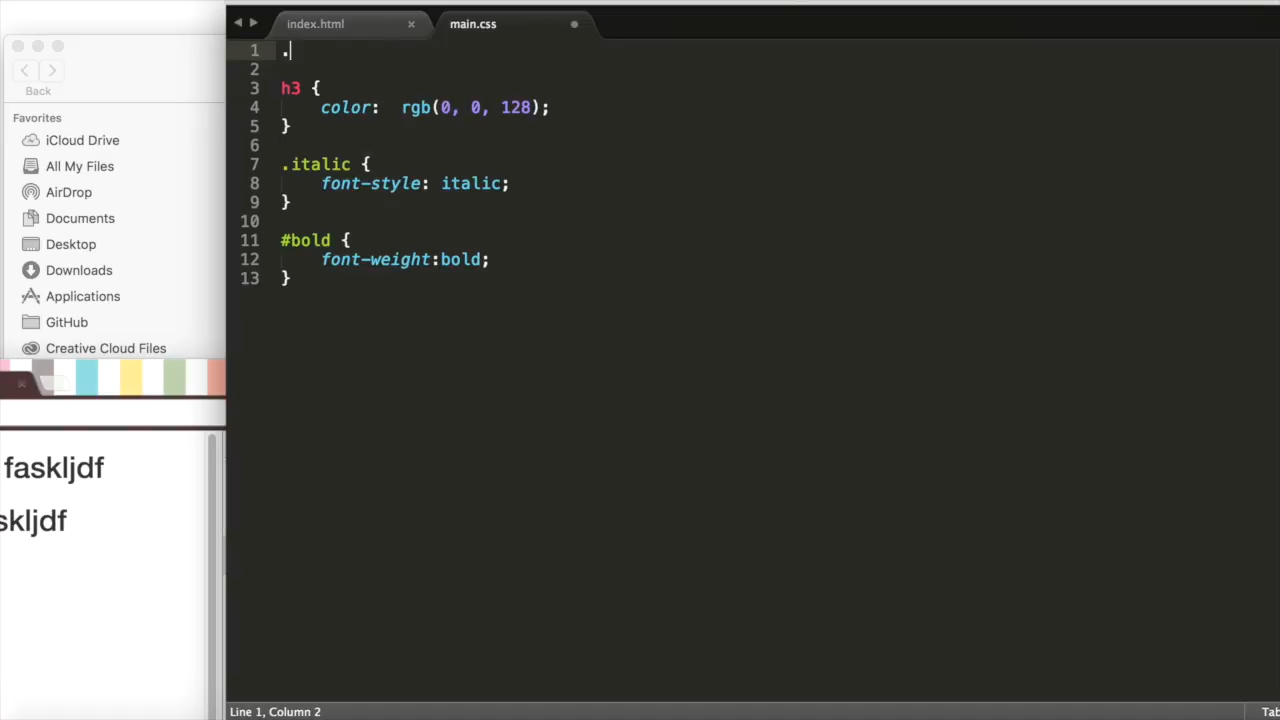 index.html
main.css
1 .
2
3 h3 {
4 color: rgb(0, 0, 128);
5 }
6
7 .italic {
8 font-style: italic;
9 }
10
11 #bold {
12 font-weight:bold;
13 }
Back
Favorites
iCloud Drive
All My Files
AirDrop
Documents
Desktop
Downloads
Applications
GitHub
Creative Cloud Files
faskljdf
skljdf
Line 1, Column 2
Tab